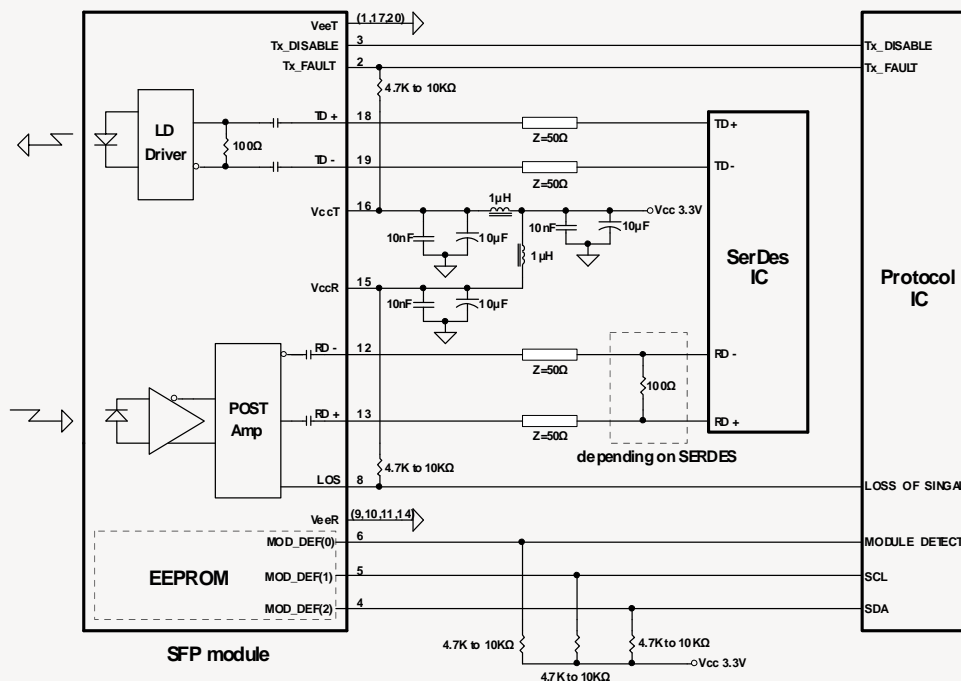 VeeT (1,17,20)
Tx_DISABLE 3 Tx_DISABLE
Tx_FAULT 2 Tx_FAULT
4.7K to 10KΩ
LD
Driver
100Ω
TD+ 18 Z=50Ω TD+
TD- 19 Z=50Ω TD-
VccT 16 1µH Vcc 3.3V
10nF 10µF 10nF 10µF
1µH
SerDes
IC
Protocol
IC
VccR 15
10nF 10µF
RD- 12 Z=50Ω RD-
100Ω
POST
Amp
RD+ 13 Z=50Ω RD+
depending on SERDES
4.7K to 10KΩ
LOS 8 LOSS OF SINGAL
VeeR (9,10,11,14)
MOD_DEF(0) 6 MODULE DETECT
EEPROM
MOD_DEF(1) 5 SCL
MOD_DEF(2) 4 SDA
4.7K to 10KΩ 4.7K to 10KΩ
SFP module
Vcc 3.3V
4.7K to 10KΩ